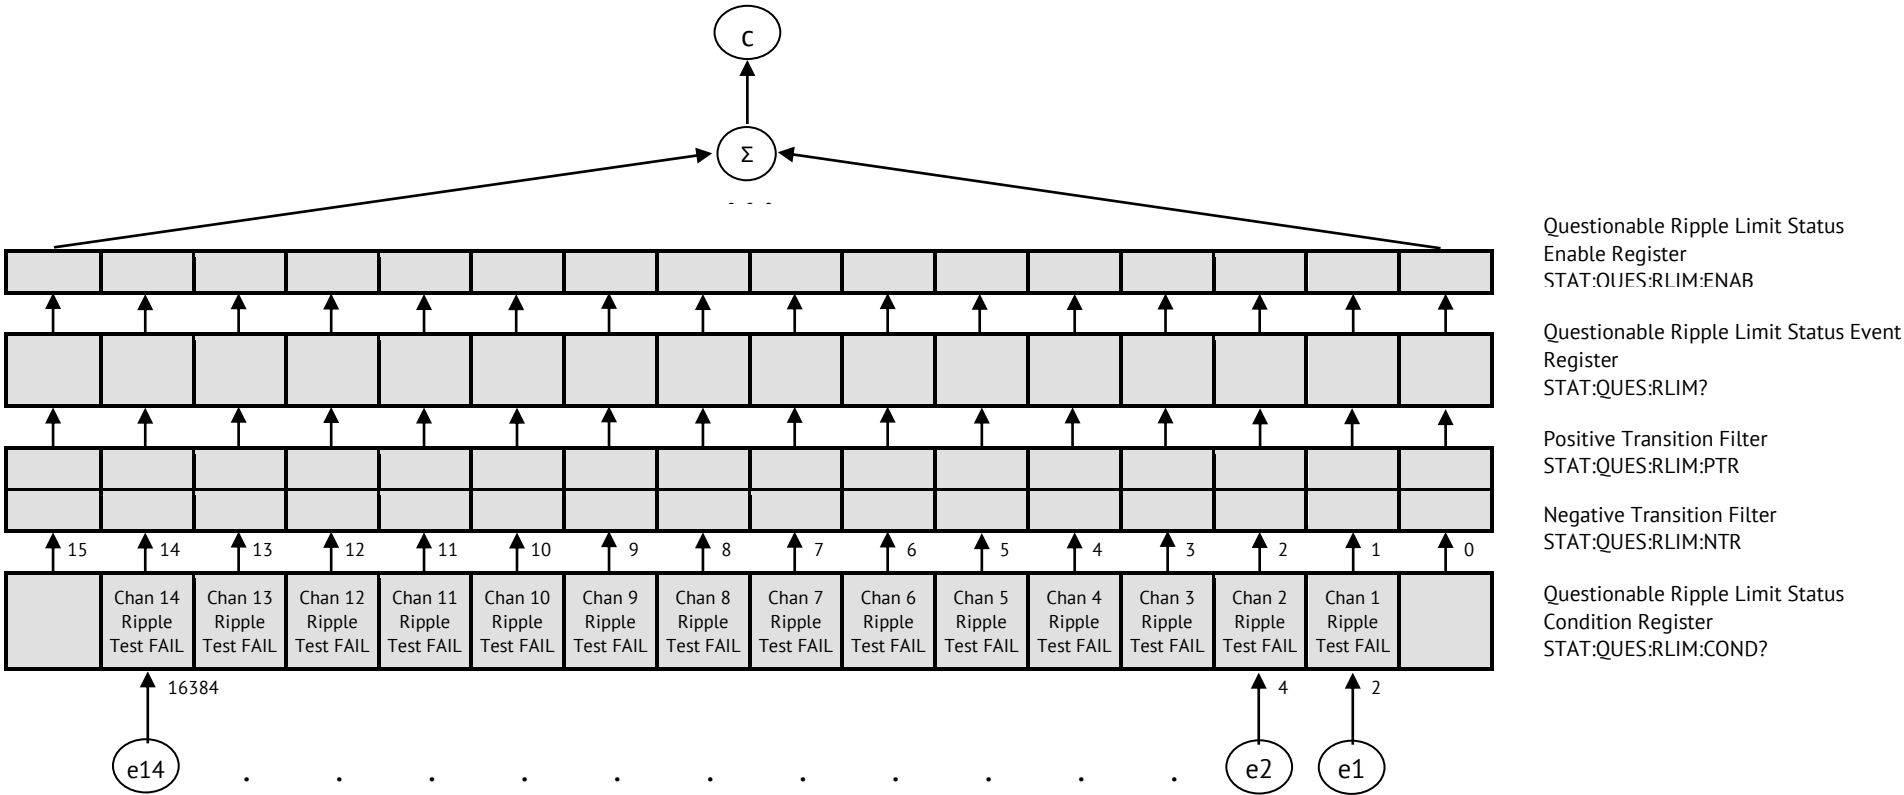 c
Σ
- - -
Questionable Ripple Limit Status
Enable Register
STAT:QUES:RLIM:ENAB
Questionable Ripple Limit Status Event
Register
STAT:QUES:RLIM?
Positive Transition Filter
STAT:QUES:RLIM:PTR
Negative Transition Filter
STAT:QUES:RLIM:NTR
15 14 13 12 11 10 9 8 7 6 5 4 3 2 1 0
Chan 14
Ripple
Test FAIL
Chan 13
Ripple
Test FAIL
Chan 12
Ripple
Test FAIL
Chan 11
Ripple
Test FAIL
Chan 10
Ripple
Test FAIL
Chan 9
Ripple
Test FAIL
Chan 8
Ripple
Test FAIL
Chan 7
Ripple
Test FAIL
Chan 6
Ripple
Test FAIL
Chan 5
Ripple
Test FAIL
Chan 4
Ripple
Test FAIL
Chan 3
Ripple
Test FAIL
Chan 2
Ripple
Test FAIL
Chan 1
Ripple
Test FAIL
Questionable Ripple Limit Status
Condition Register
STAT:QUES:RLIM:COND?
16384 4 2
e14 . . . . . . . . . . . e2 e1